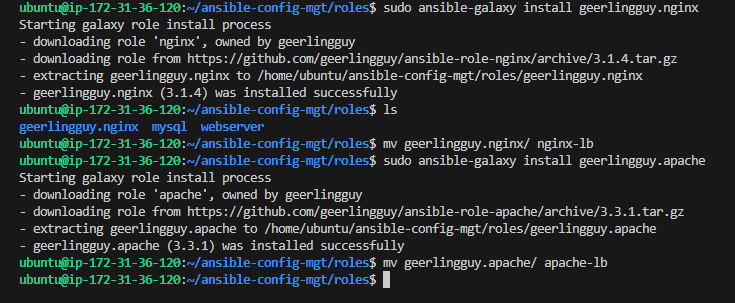 ubuntu@ip-172-31-36-120:~/ansible-config-mgt/roles$ sudo ansible-galaxy install geerlingguy.nginx
Starting galaxy role install process
- downloading role 'nginx', owned by geerlingguy
- downloading role from https://github.com/geerlingguy/ansible-role-nginx/archive/3.1.4.tar.gz
- extracting geerlingguy.nginx to /home/ubuntu/ansible-config-mgt/roles/geerlingguy.nginx
- geerlingguy.nginx (3.1.4) was installed successfully
ubuntu@ip-172-31-36-120:~/ansible-config-mgt/roles$ ls
geerlingguy.nginx  mysql  webserver
ubuntu@ip-172-31-36-120:~/ansible-config-mgt/roles$ mv geerlingguy.nginx/ nginx-lb
ubuntu@ip-172-31-36-120:~/ansible-config-mgt/roles$ sudo ansible-galaxy install geerlingguy.apache
Starting galaxy role install process
- downloading role 'apache', owned by geerlingguy
- downloading role from https://github.com/geerlingguy/ansible-role-apache/archive/3.3.1.tar.gz
- extracting geerlingguy.apache to /home/ubuntu/ansible-config-mgt/roles/geerlingguy.apache
- geerlingguy.apache (3.3.1) was installed successfully
ubuntu@ip-172-31-36-120:~/ansible-config-mgt/roles$ mv geerlingguy.apache/ apache-lb
ubuntu@ip-172-31-36-120:~/ansible-config-mgt/roles$